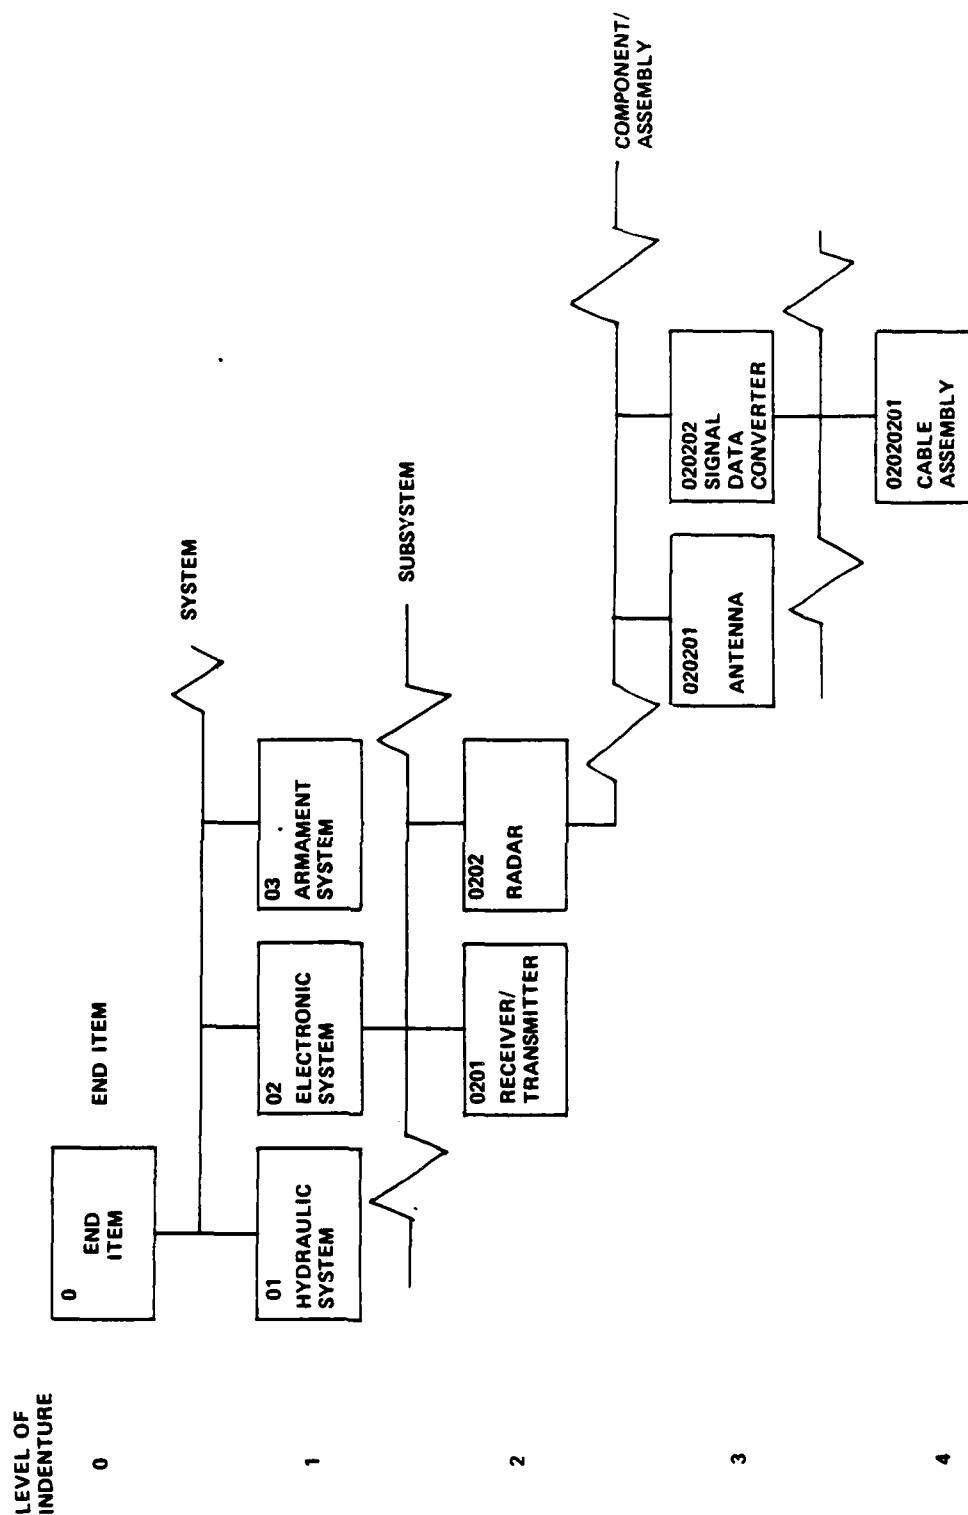 LEVEL OF
INDENTURE
0
0
END
ITEM
END ITEM
SYSTEM
1
01
HYDRAULIC
SYSTEM
02
ELECTRONIC
SYSTEM
03
ARMAMENT
SYSTEM
SUBSYSTEM
2
0201
RECEIVER/
TRANSMITTER
0202
RADAR
COMPONENT/
ASSEMBLY
3
020201
ANTENNA
020202
SIGNAL
DATA
CONVERTER
4
02020201
CABLE
ASSEMBLY